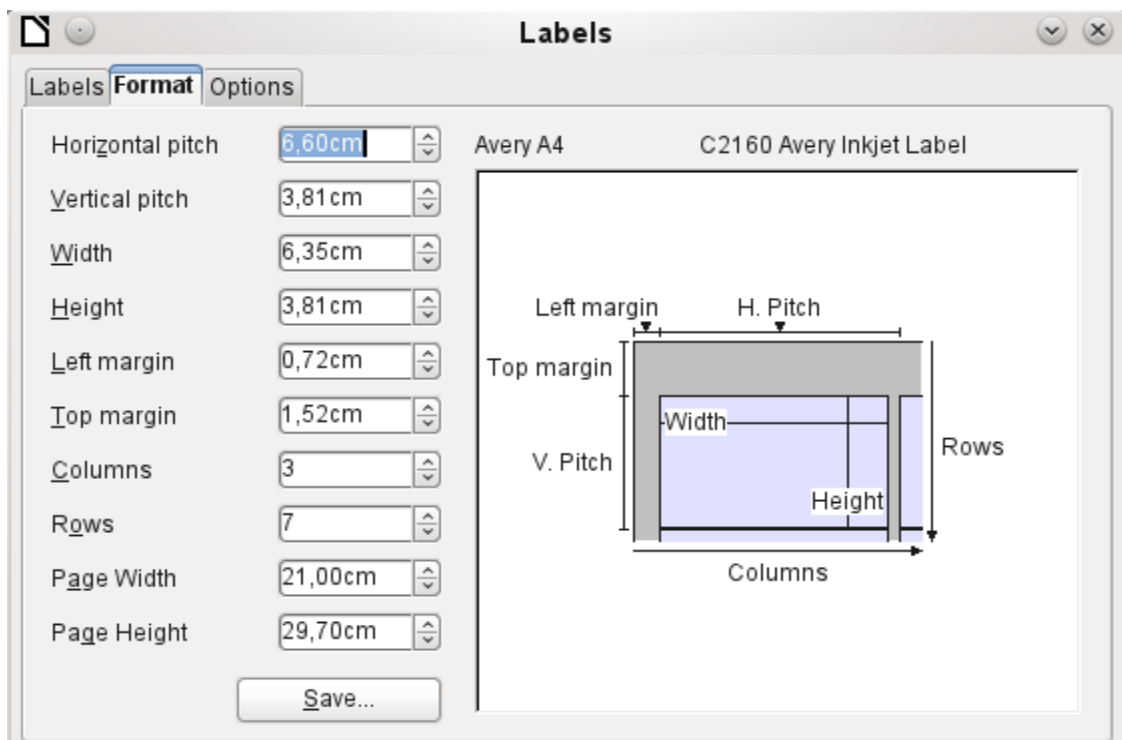 Labels
Labels Format Options
Horizontal pitch 6,60cm
Vertical pitch 3,81cm
Width 6,35cm
Height 3,81cm
Left margin 0,72cm
Top margin 1,52cm
Columns 3
Rows 7
Page Width 21,00cm
Page Height 29,70cm
Save...
Avery A4 C2160 Avery Inkjet Label
Left margin H. Pitch
Top margin
Width
V. Pitch
Rows
Height
Columns